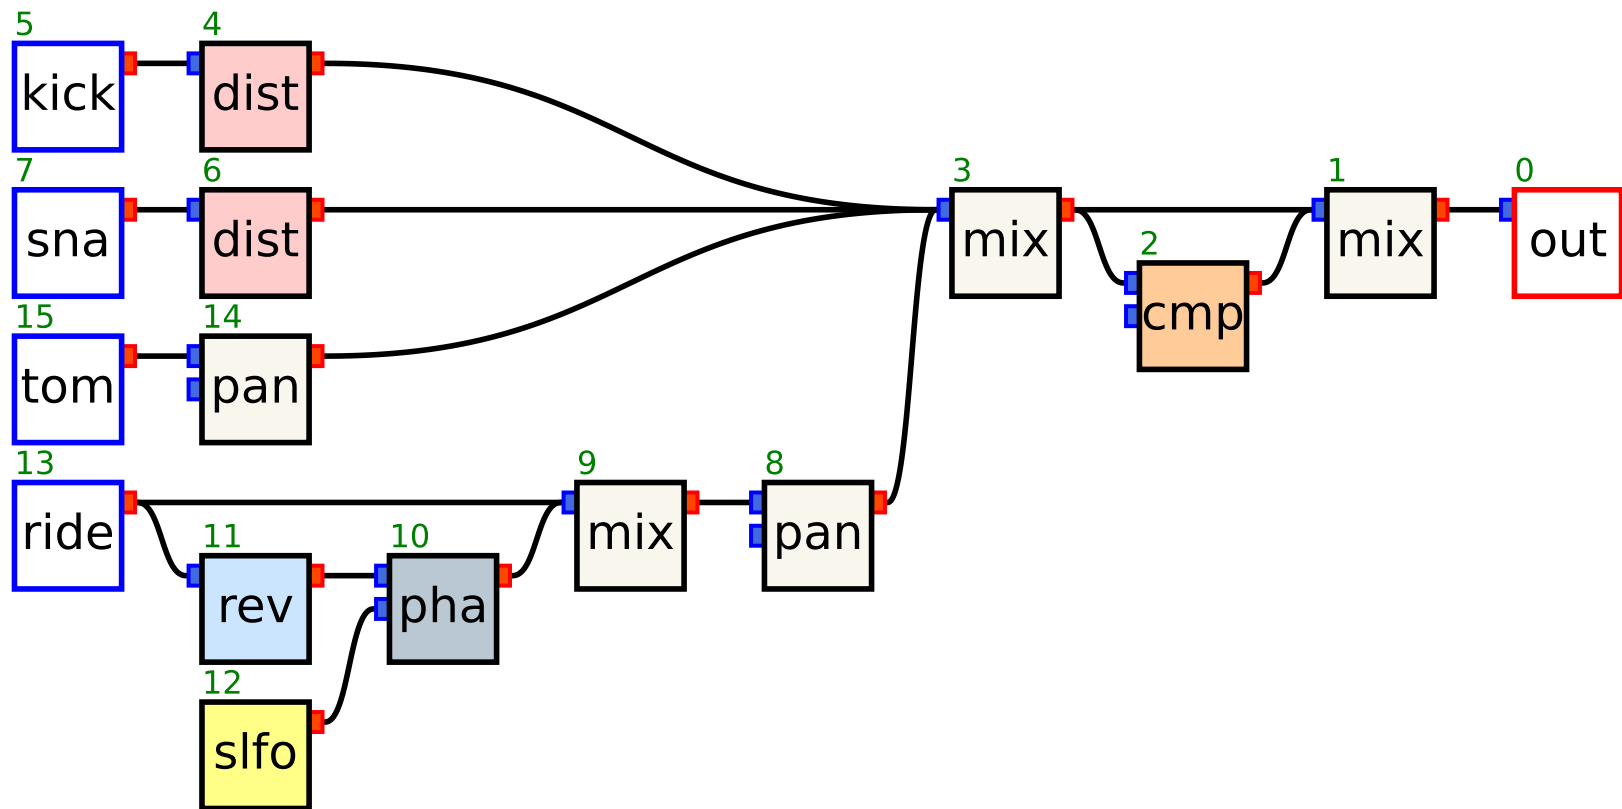 5 4
kick dist
7 6 3 1 0
sna dist mix mix out
2
cmp
15 14
tom pan
13 9 8
ride mix pan
11 10
rev pha
12
slfo